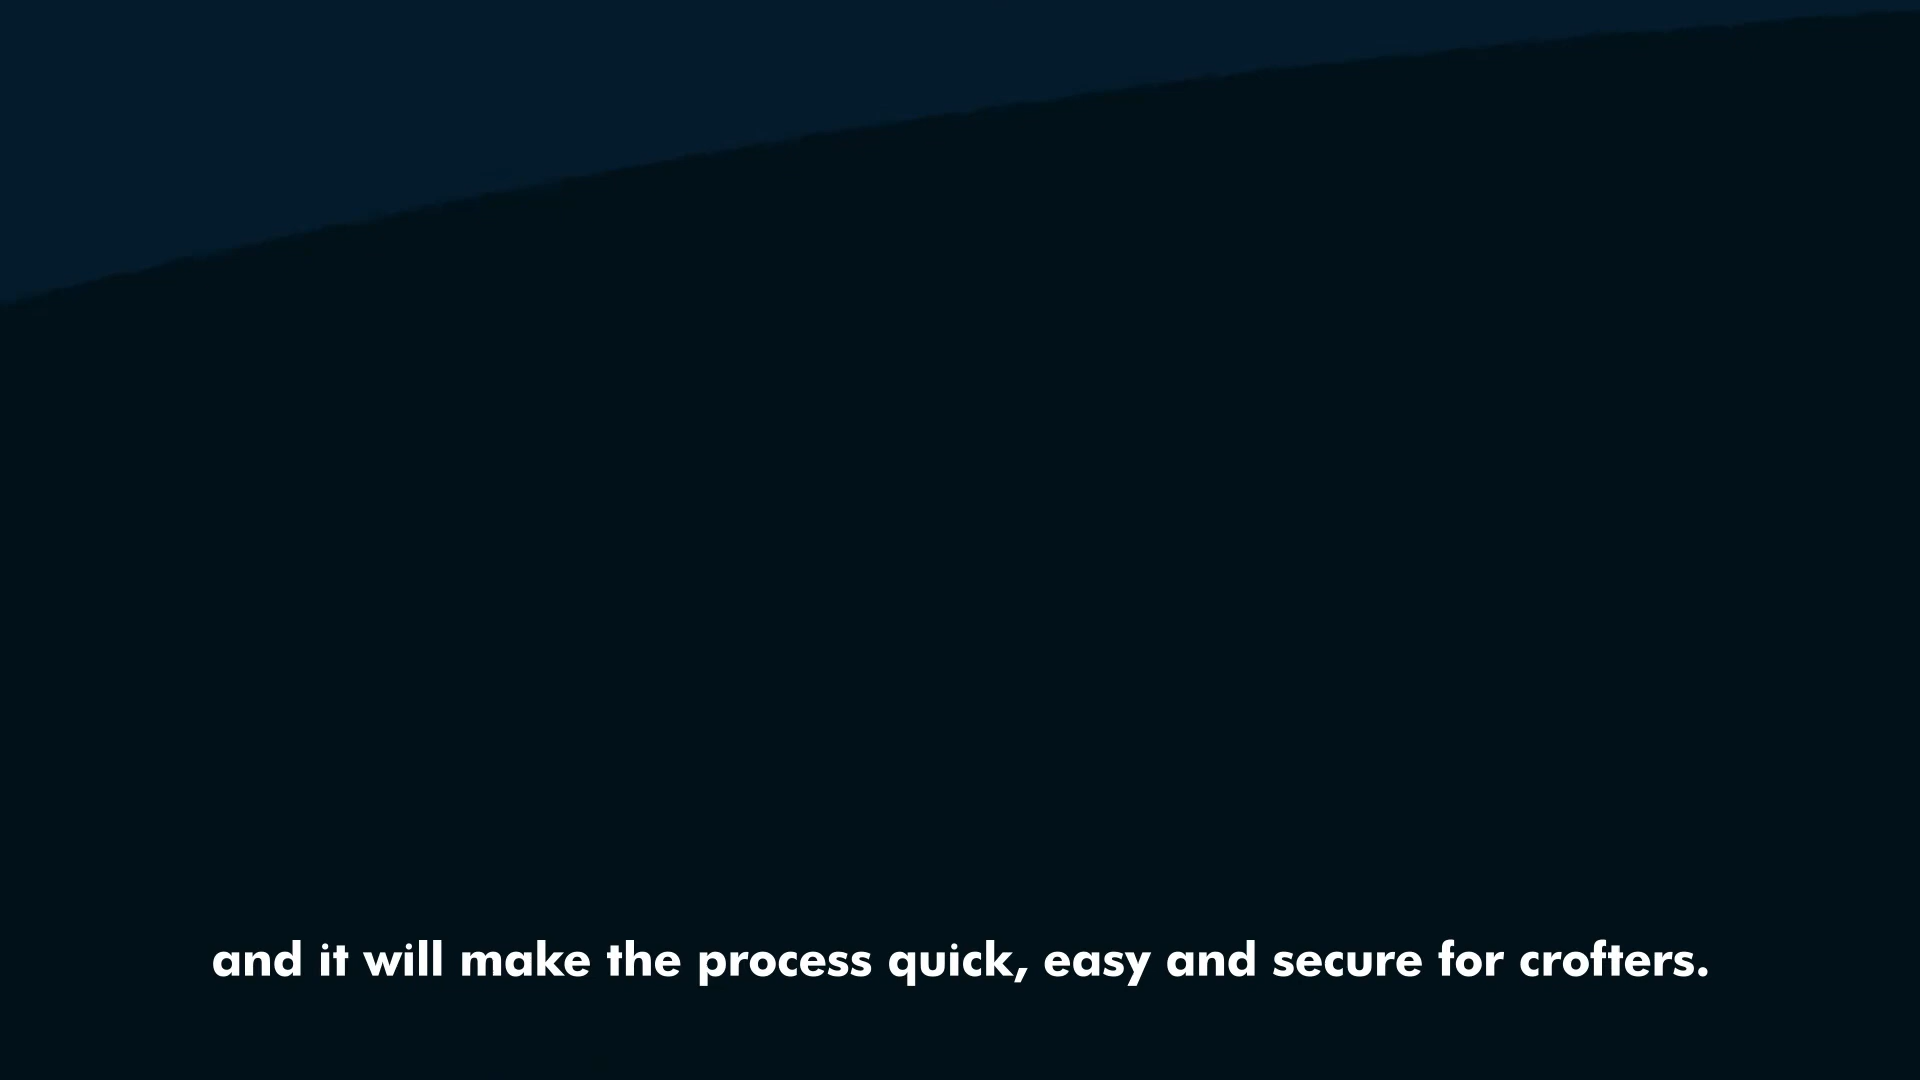 and it will make the process quick, easy and secure for crofters.